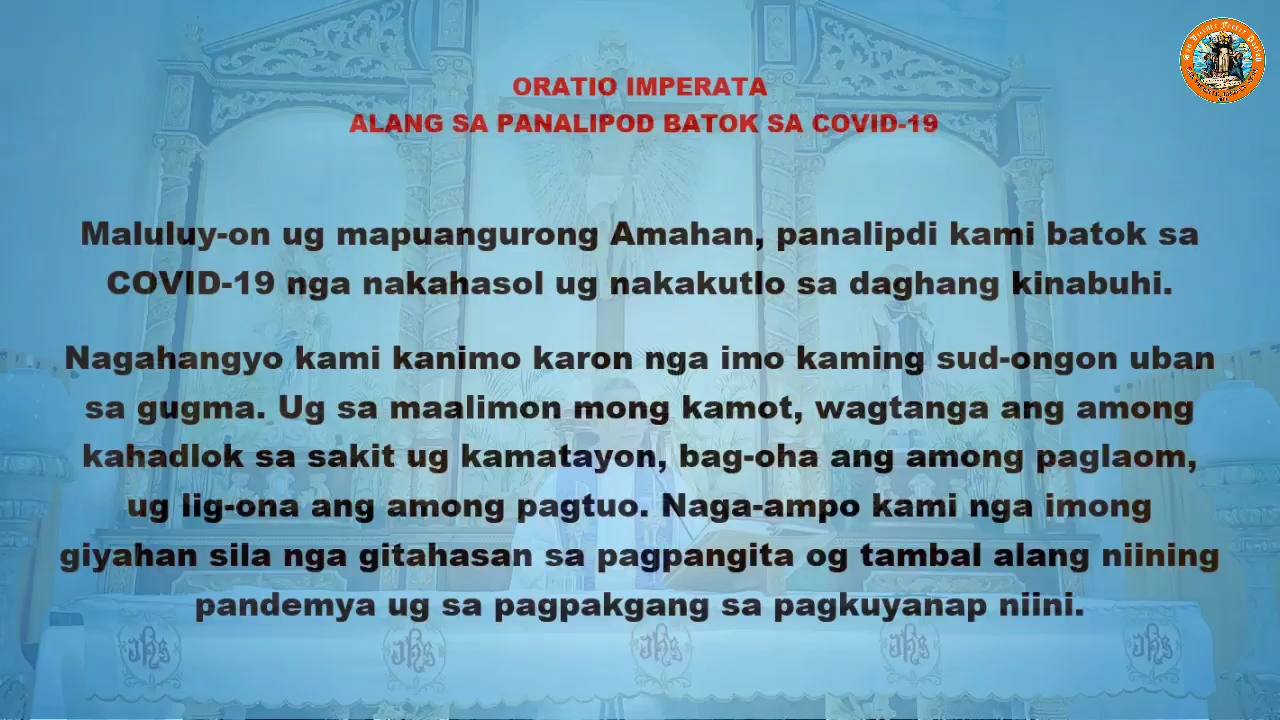 ORATIO IMPERATA
ALANG SA PANALIPOD BATOK SA COVID-19
Maluluy-on ug mapuangurong Amahan, panalipdi kami batok sa
COVID-19 nga nakahasol ug nakakutlo sa daghang kinabuhi.
Nagahangyo kami kanimo karon nga imo kaming sud-ongon uban
sa gugma. Ug sa maalimon mong kamot, wagtanga ang among
kahadlok sa sakit ug kamatayon, bag-oha ang among paglaom,
ug lig-ona ang among pagtuo. Naga-ampo kami nga imong
giyahan sila nga gitahasan sa pagpangita og tambal alang niining
pandemya ug sa pagpakgang sa pagkuyanap niini.